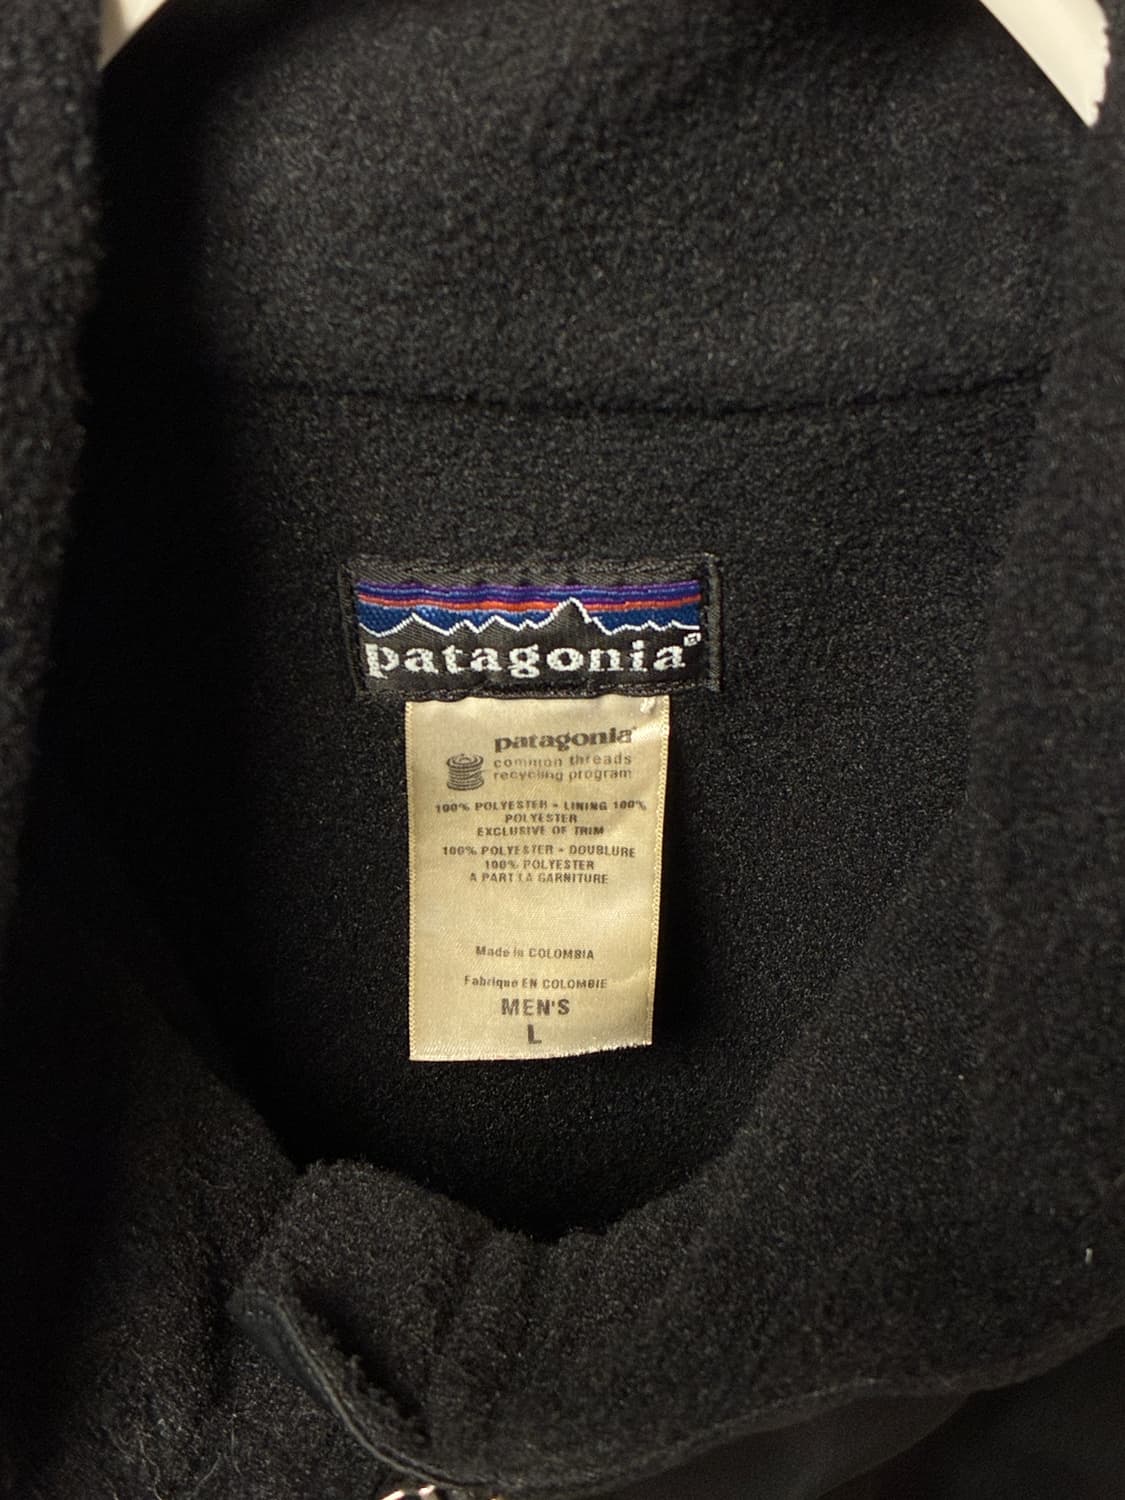 patagonia®
patagonia®
common threads
recycling program
100% POLYESTER - LINING 100%
POLYESTER
EXCLUSIVE OF TRIM
100% POLYESTER - DOUBLURE
100% POLYESTER
A PART LA GARNITURE
Made in COLOMBIA
Fabrique EN COLOMBIE
MEN'S
L